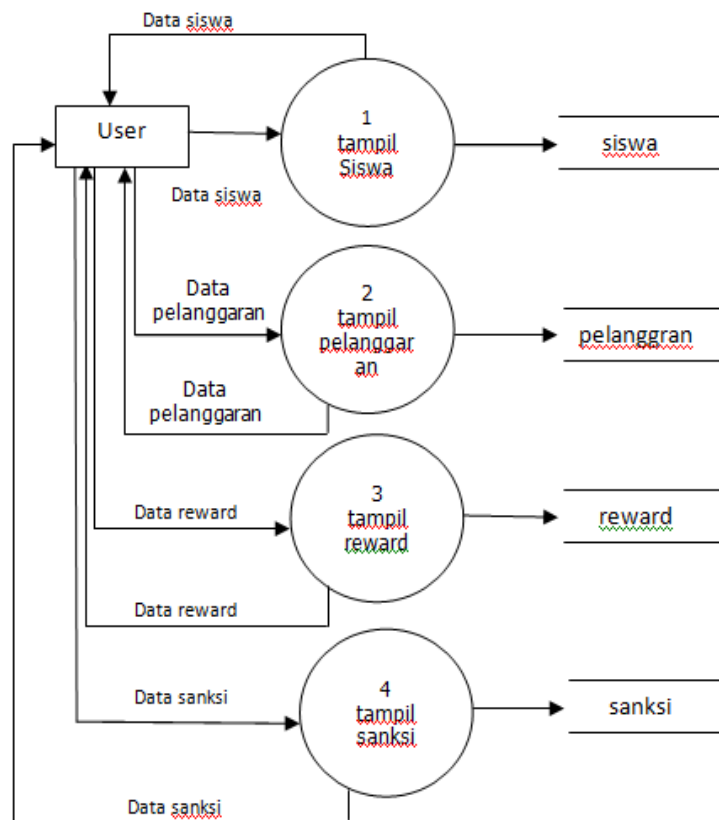 Data siswa
User
1
tampil
Siswa
siswa
Data siswa
Data
pelanggaran
2
tampil
pelanggar
an
pelanggran
Data
pelanggaran
Data reward
3
tampil
reward
reward
Data reward
Data sanksi
4
tampil
sanksi
sanksi
Data sanksi